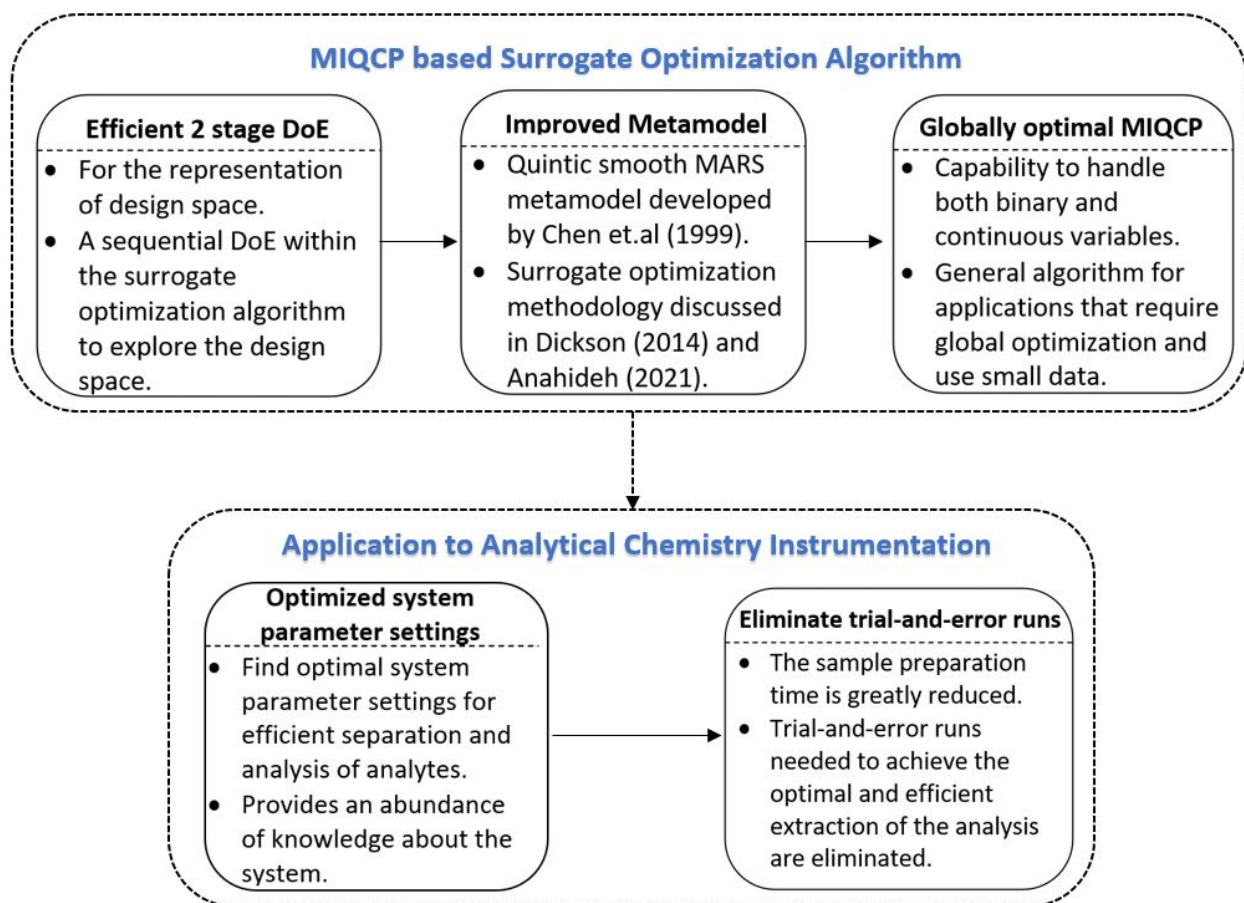 MIQCP based Surrogate Optimization Algorithm
Efficient 2 stage DoE
• For the representation
of design space.
• A sequential DoE within
the surrogate
optimization algorithm
to explore the design
space.
Improved Metamodel
• Quintic smooth MARS
metamodel developed
by Chen et.al (1999).
• Surrogate optimization
methodology discussed
in Dickson (2014) and
Anahideh (2021).
Globally optimal MIQCP
• Capability to handle
both binary and
continuous variables.
• General algorithm for
applications that require
global optimization and
use small data.
Application to Analytical Chemistry Instrumentation
Optimized system
parameter settings
• Find optimal system
parameter settings for
efficient separation and
analysis of analytes.
• Provides an abundance
of knowledge about the
system.
Eliminate trial-and-error runs
• The sample preparation
time is greatly reduced.
• Trial-and-error runs
needed to achieve the
optimal and efficient
extraction of the analysis
are eliminated.